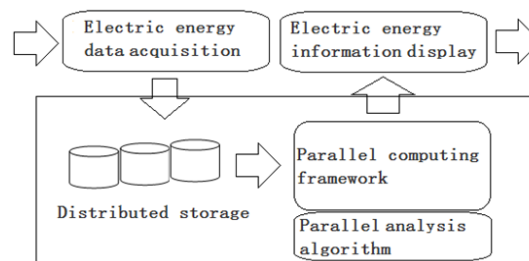 Electric energy
data acquisition
Electric energy
information display
Distributed storage
Parallel computing
framework
Parallel analysis
algorithm